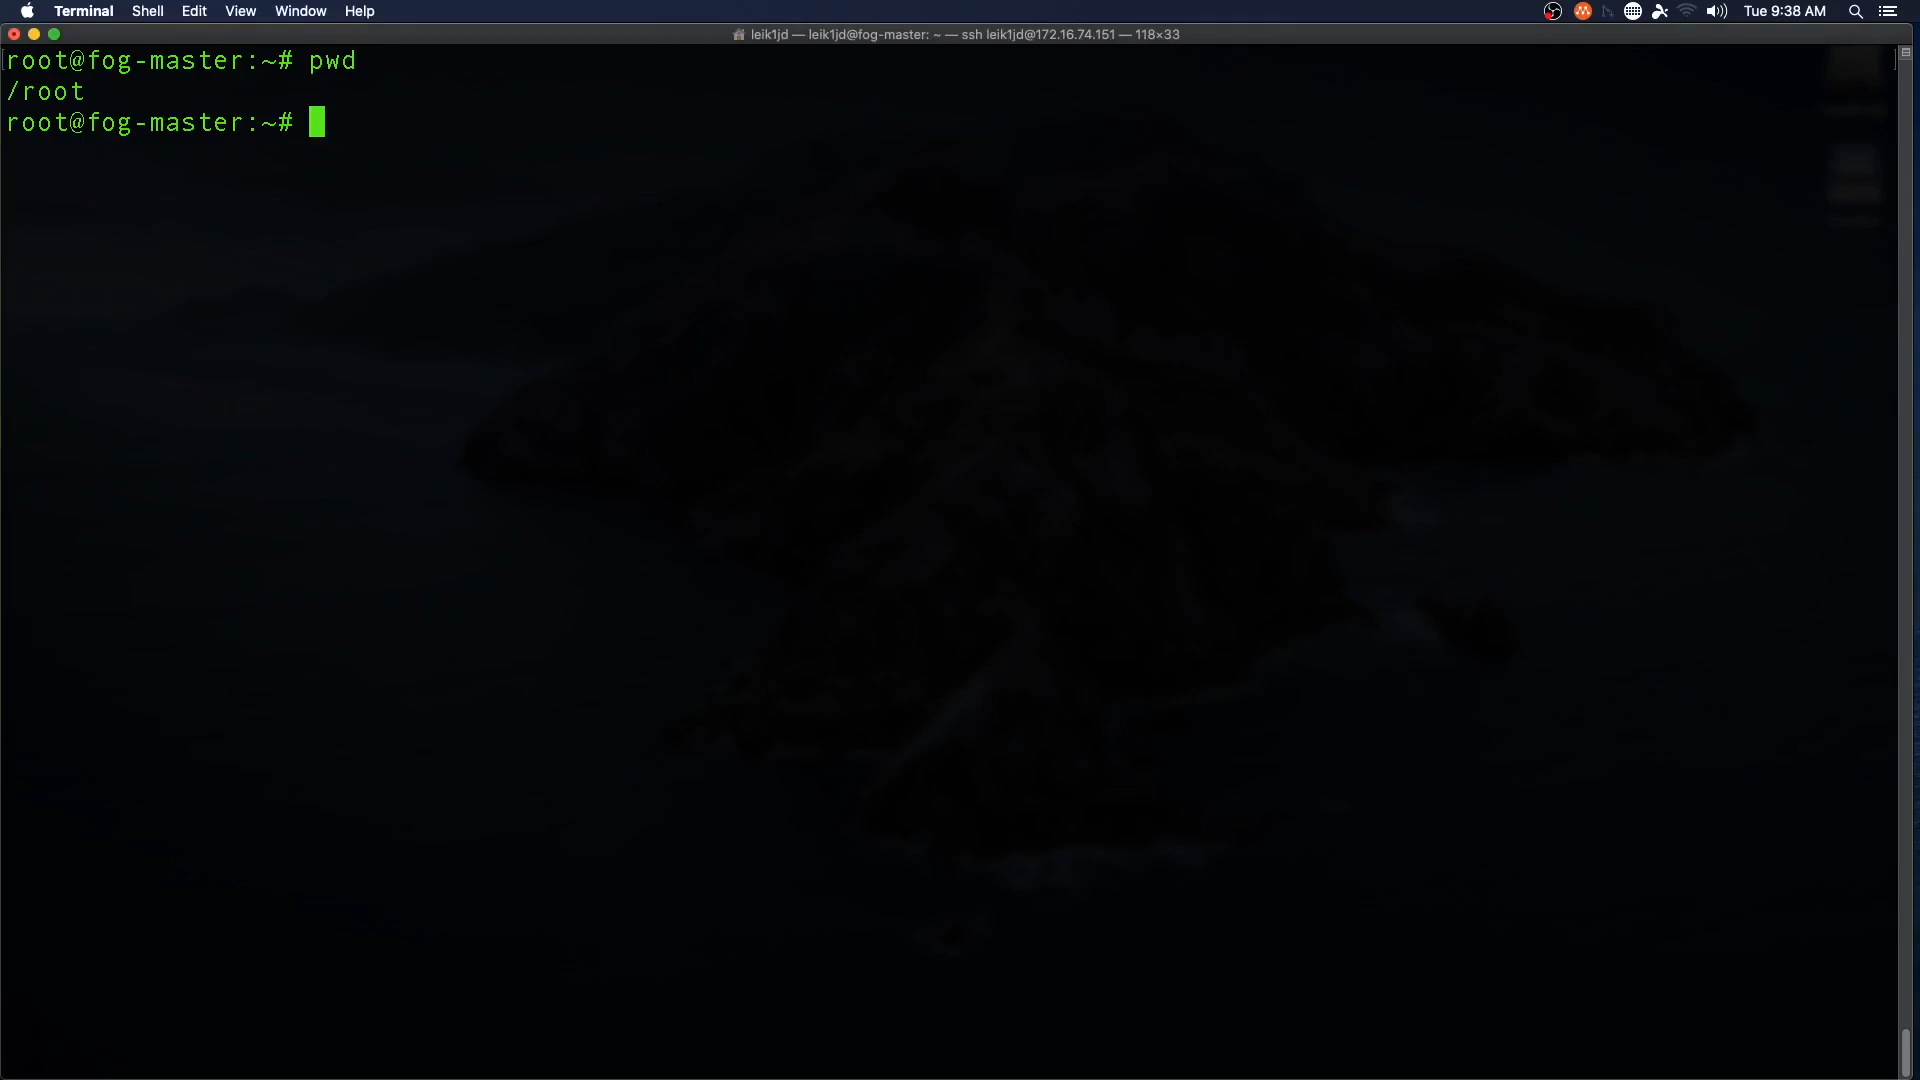 Terminal Shell Edit View Window Help Tue 9:38 AM
leik1jd — leik1jd@fog-master: ~ — ssh leik1jd@172.16.74.151 — 118×33
root@fog-master:~# pwd
/root
root@fog-master:~#